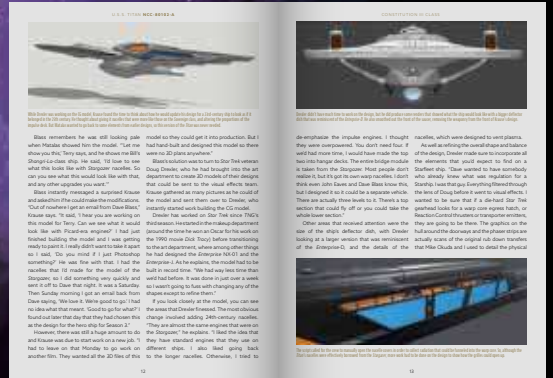 U.S.S. TITAN NCC-80102-A
Blass remembers he was still looking pale
when Matalas showed him the model. "'Let me
show you this,' Terry says, and he shows me Bill's
Shangri-La-class ship. He said, 'I'd love to see
what this looks like with Stargazer nacelles. So
can you see what this would look like with that,
and any other upgrades you want.'"
Blass instantly messaged a surprised Krause
and asked him if he could make the modifications.
"Out of nowhere I get an email from Dave Blass,"
Krause says. "It said, 'I hear you are working on
this model for Terry. Can we see what it would
look like with Picard-era engines?' I had just
finished building the model and I was getting
ready to paint it. I really didn't want to take it apart
so I said, 'Do you mind if I just Photoshop
something?' He was fine with that. I had the
nacelles that I'd made for the model of the
Stargazer, so I did something very quickly and
sent it off to Dave that night. It was a Saturday.
Then Sunday morning I got an email back from
Dave saying, 'We love it. We're good to go.' I had
no idea what that meant. 'Good to go for what?' I
found out later that day that they had chosen this
as the design for the hero ship for Season 3."
However, there was still a huge amount to do
and Krause was due to start work on a new job. "I
had to leave on that Monday to go work on
another film. They wanted all the 3D files of this
model so they could get it into production. But I
had hand-built and designed this model so there
were no 3D plans anywhere."
Blass's solution was to turn to Star Trek veteran
Doug Drexler, who he had brought into the art
department to create 3D models of their designs
that could be sent to the visual effects team.
Krause gathered as many pictures as he could of
the model and sent them over to Drexler, who
instantly started work building the CG model.
Drexler has worked on Star Trek since TNG's
third season. He started in the makeup department
(around the time he won an Oscar for his work on
the 1990 movie Dick Tracy) before transitioning
to the art department, where among other things
he had designed the Enterprise NX-01 and the
Enterprise-J. As he explains, the model had to be
built in record time. "We had way less time than
we'd had before. It was done in just over a week
so I wasn't going to fuss with changing any of the
shapes except to refine them."
If you look closely at the model, you can see
the areas that Drexler finessed. The most obvious
change involved adding 24th-century nacelles.
"They are almost the same engines that were on
the Stargazer," he explains. "I liked the idea that
they have standard engines that they use on
different ships. I also liked going back
to the longer nacelles. Otherwise, I tried to
12
CONSTITUTION III CLASS
de-emphasize the impulse engines. I thought
they were overpowered. You don't need four. If
we'd had more time, I would have made the top
two into hangar decks. The entire bridge module
is taken from the Stargazer. Most people don't
realize it, but it's got its own warp nacelles. I don't
think even John Eaves and Dave Blass know this,
but I designed it so it could be a separate vehicle.
There are actually three levels to it. There's a top
section that could fly off or you could take the
whole lower section."
Other areas that received attention were the
size of the ship's deflector dish, with Drexler
looking at a larger version that was reminiscent
of the Enterprise-D, and the details of the
nacelles, which were designed to vent plasma.
As well as refining the overall shape and balance
of the design, Drexler made sure to incorporate all
the elements that you'd expect to find on a
Starfleet ship. "Dave wanted to have somebody
who already knew what was regulation for a
Starship. I was that guy. Everything filtered through
the lens of Doug before it went to visual effects. I
wanted to be sure that if a die-hard Star Trek
gearhead looks for a warp core egress hatch, or
Reaction Control thrusters or transporter emitters,
they are going to be there. The graphics on the
hull around the doorways and the phaser strips are
actually scans of the original rub down transfers
that Mike Okuda and I used to detail the physical